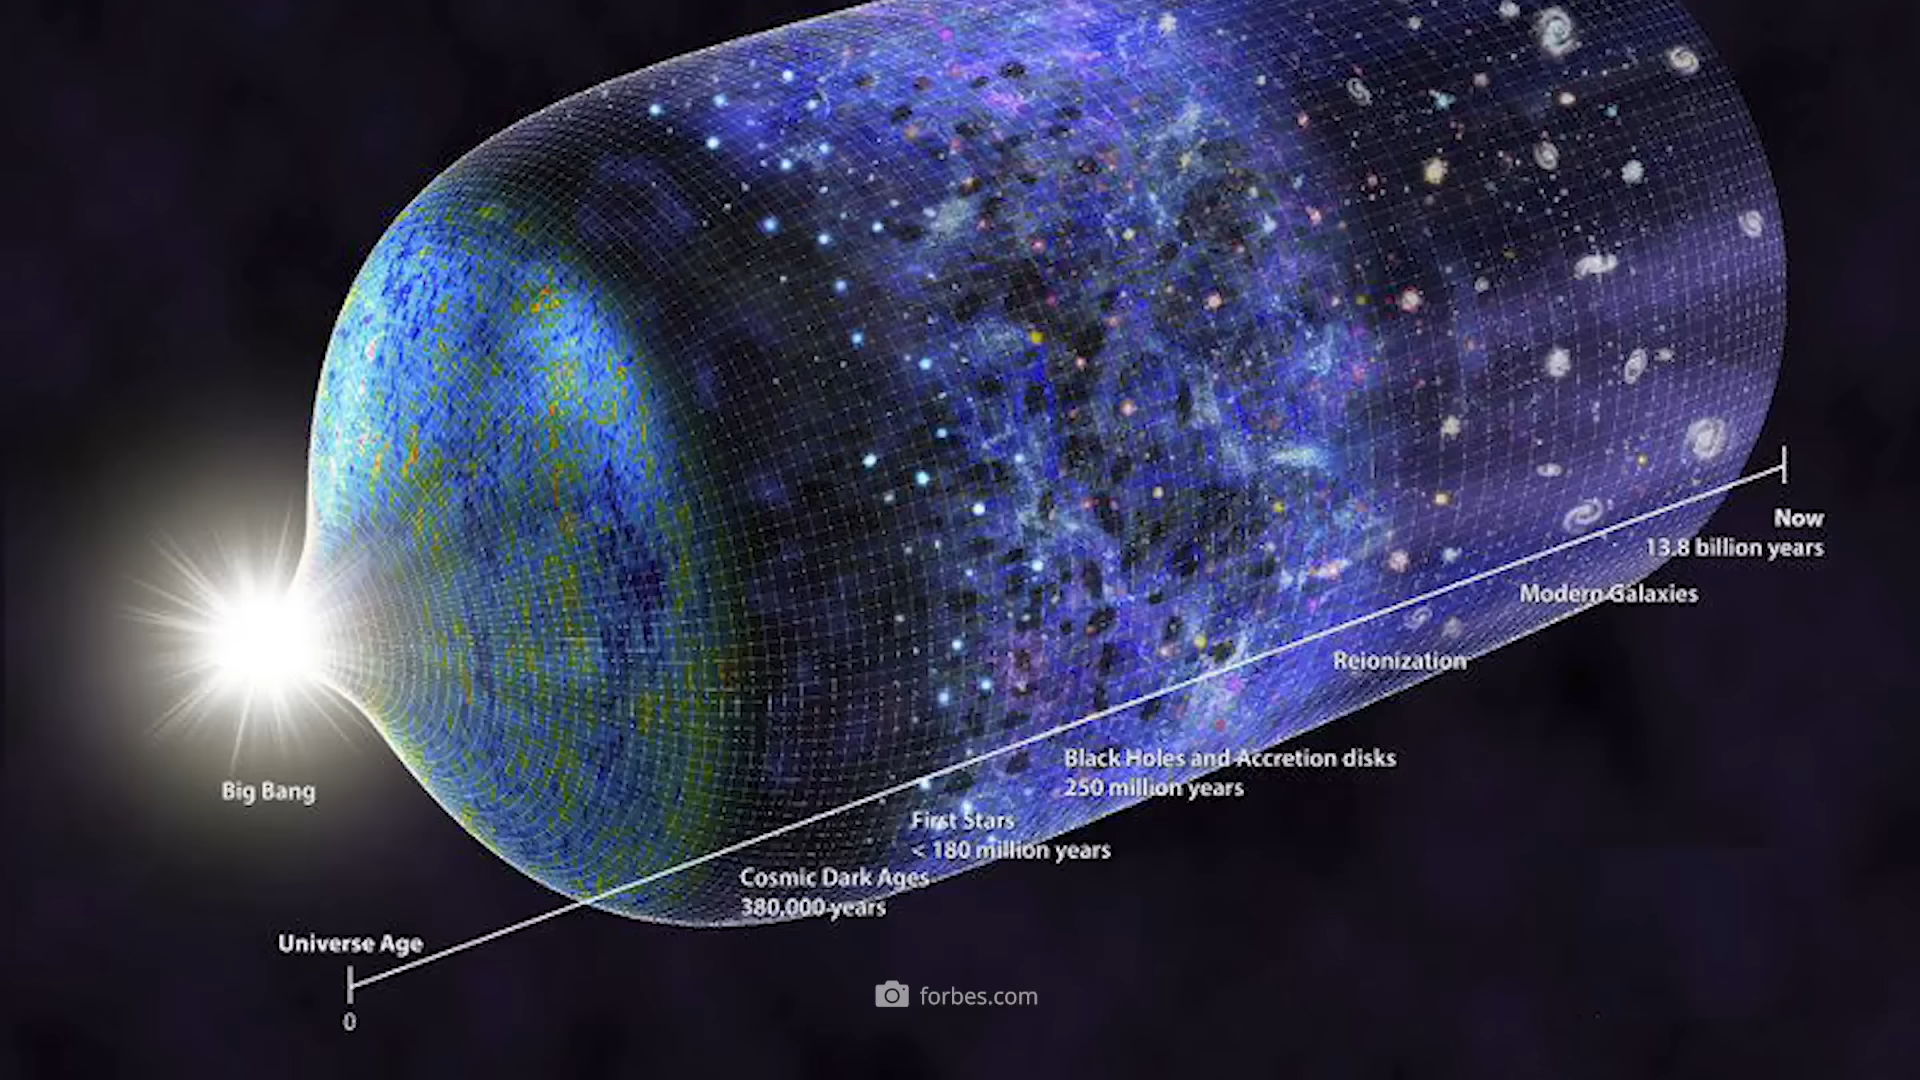 Big Bang
Universe Age
0
Cosmic Dark Ages
380,000 years
First Stars
< 180 million years
Black Holes and Accretion disks
250 million years
Reionization
Modern Galaxies
Now
13.8 billion years
forbes.com